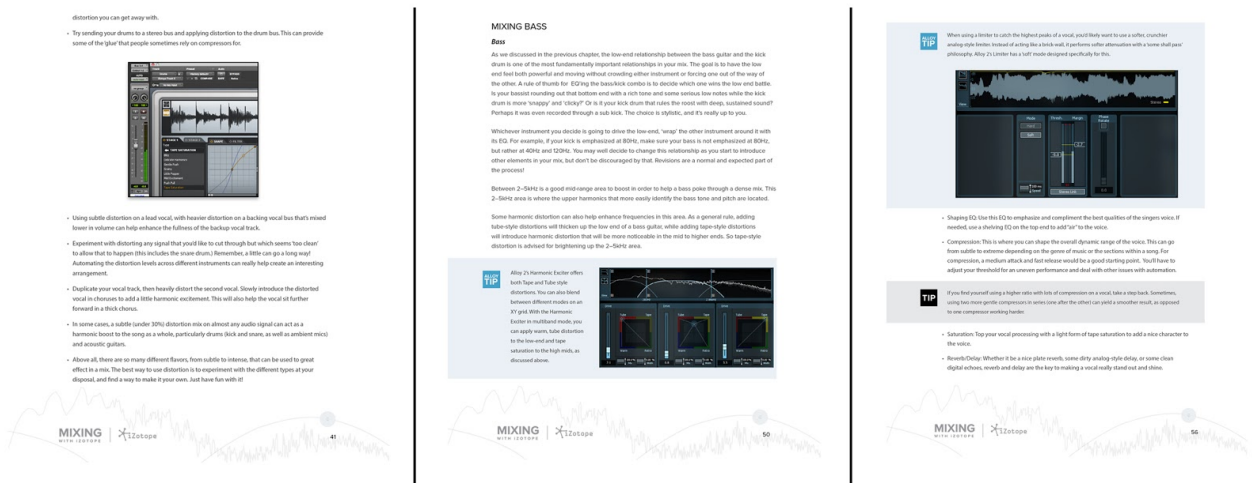 distortion you can get away with.
• Try sending your drums to a stereo bus and applying distortion to the drum bus. This can provide
some of the 'glue' that people sometimes rely on compressors for.
• Using subtle distortion on a lead vocal, with heavier distortion on a backing vocal bus that's mixed
lower in volume can help enhance the fullness of the backup vocal track.
• Experiment with distorting any signal that you'd like to cut through but which seems 'too clean'
to allow that to happen (this includes the snare drum.) Remember, a little can go a long way!
Automating the distortion levels across different instruments can really help create an interesting
arrangement.
• Duplicate your vocal track, then heavily distort the second vocal. Slowly introduce the distorted
vocal in choruses to add a little harmonic excitement. This will also help the vocal sit further
forward in a thick chorus.
• In some cases, a subtle (under 30%) distortion mix on almost any audio signal can act as a
harmonic boost to the song as a whole, particularly drums (kick and snare, as well as ambient mics)
and acoustic guitars.
• Above all, there are so many different flavors, from subtle to intense, that can be used to great
effect in a mix. The best way to use distortion is to experiment with the different types at your
disposal, and find a way to make it your own. Just have fun with it!
MIXING
WITH IZOTOPE
iZotope
41
MIXING BASS
Bass
As we discussed in the previous chapter, the low-end relationship between the bass guitar and the kick
drum is one of the most fundamentally important relationships in your mix. The goal is to have the low
end feel both powerful and moving without crowding either instrument or forcing one out of the way of
the other. A rule of thumb for EQ'ing the bass/kick combo is to decide which one wins the low end battle.
Is your bassist rounding out that bottom end with a rich tone and some serious low notes while the kick
drum is more 'snappy' and 'clicky?' Or is it your kick drum that rules the roost with deep, sustained sound?
Perhaps it was even recorded through a sub kick. The choice is stylistic, and it's really up to you.
Whichever instrument you decide is going to drive the low-end, 'wrap' the other instrument around it with
its EQ. For example, if your kick is emphasized at 80Hz, make sure your bass is not emphasized at 80Hz,
but rather at 40Hz and 120Hz. You may well decide to change this relationship as you start to introduce
other elements in your mix, but don't be discouraged by that. Revisions are a normal and expected part of
the process!
Between 2–5kHz is a good mid-range area to boost in order to help a bass poke through a dense mix. This
2–5kHz area is where the upper harmonics that more easily identify the bass tone and pitch are located.
Some harmonic distortion can also help enhance frequencies in this area. As a general rule, adding
tube-style distortions will thicken up the low end of a bass guitar, while adding tape-style distortions
will introduce harmonic distortion that will be more noticeable in the mid to higher ends. So tape-style
distortion is advised for brightening up the 2–5kHz area.
ALLOY
TIP
Alloy 2's Harmonic Exciter offers
both Tape and Tube style
distortions. You can also blend
between different modes on an
XY grid. With the Harmonic
Exciter in multiband mode, you
can apply warm, tube distortion
to the low-end and tape
saturation to the high mids, as
discussed above.
MIXING
WITH IZOTOPE
iZotope
50
ALLOY
TIP
When using a limiter to catch the highest peaks of a vocal, you'd likely want to use a softer, crunchier
analog-style limiter. Instead of acting like a brick-wall, it performs softer attenuation with a 'some shall pass'
philosophy. Alloy 2's Limiter has a 'soft' mode designed specifically for this.
• Shaping EQ: Use this EQ to emphasize and compliment the best qualities of the singers voice. If
needed, use a shelving EQ on the top end to add "air" to the voice.
• Compression: This is where you can shape the overall dynamic range of the voice. This can go
from subtle to extreme depending on the genre of music or the sections within a song. For
compression, a medium attack and fast release would be a good starting point. You'll have to
adjust your threshold for an uneven performance and deal with other issues with automation.
TIP
If you find yourself using a higher ratio with lots of compression on a vocal, take a step back. Sometimes,
using two more gentle compressors in series (one after the other) can yield a smoother result, as opposed
to one compressor working harder.
• Saturation: Top your vocal processing with a light form of tape saturation to add a nice character to
the voice.
• Reverb/Delay: Whether it be a nice plate reverb, some dirty analog-style delay, or some clean
digital echoes, reverb and delay are the key to making a vocal really stand out and shine.
MIXING
WITH IZOTOPE
iZotope
56